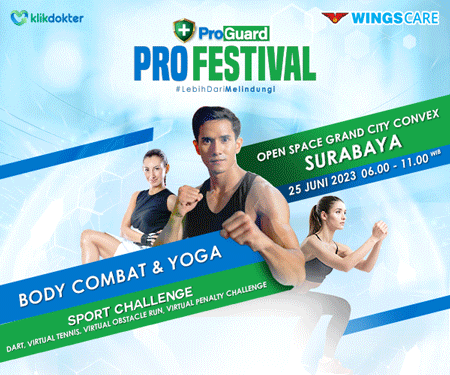 klikdokter
WINGSCARE
ProGuard
PRO FESTIVAL
#LebihDariMelindungi
OPEN SPACE GRAND CITY CONVEX
SURABAYA
25 JUNI 2023 06.00 - 11.00 WIB
BODY COMBAT & YOGA
SPORT CHALLENGE
DART, VIRTUAL TENNIS, VIRTUAL OBSTACLE RUN, VIRTUAL PENALTY CHALLENGE